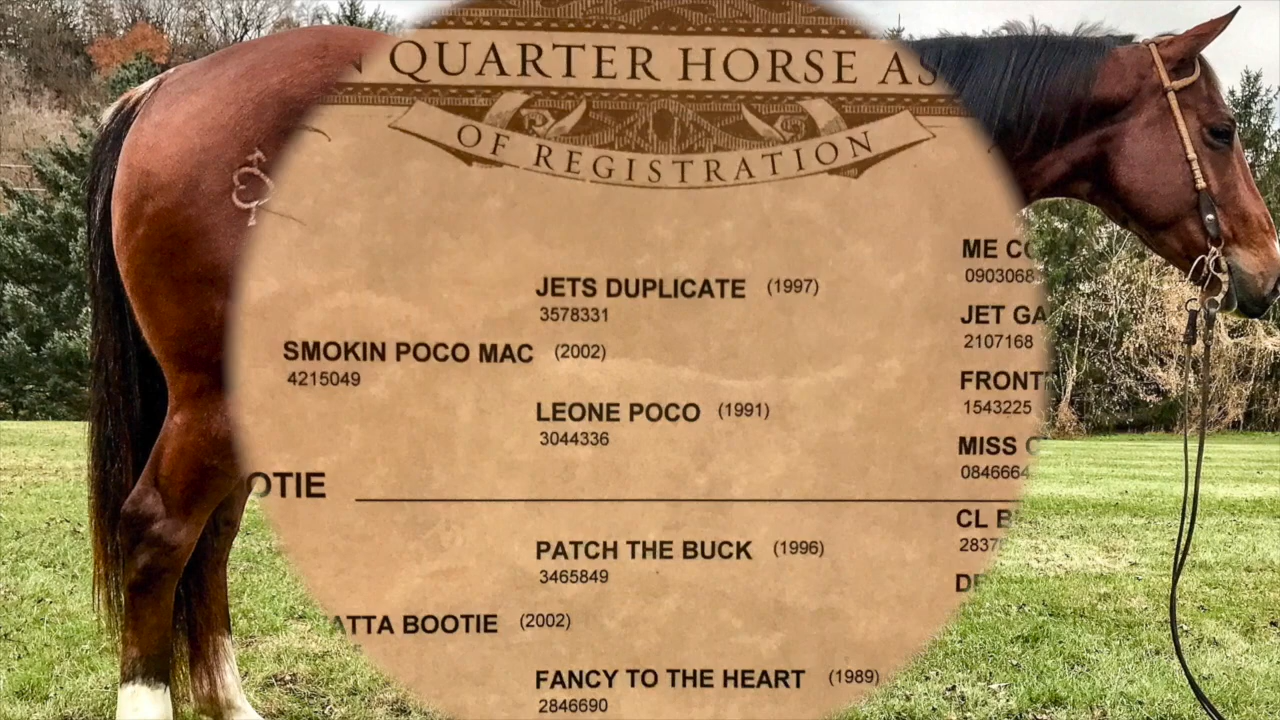 QUARTER HORSE AS
OF REGISTRATION
ME CO
0903068
JETS DUPLICATE (1997)
3578331
JET GA
2107168
SMOKIN POCO MAC (2002)
4215049
FRONT
1543225
LEONE POCO (1991)
3044336
MISS
0846664
OTIE
CL B
2837
PATCH THE BUCK (1996)
3465849
ATTA BOOTIE (2002)
FANCY TO THE HEART (1989)
2846690